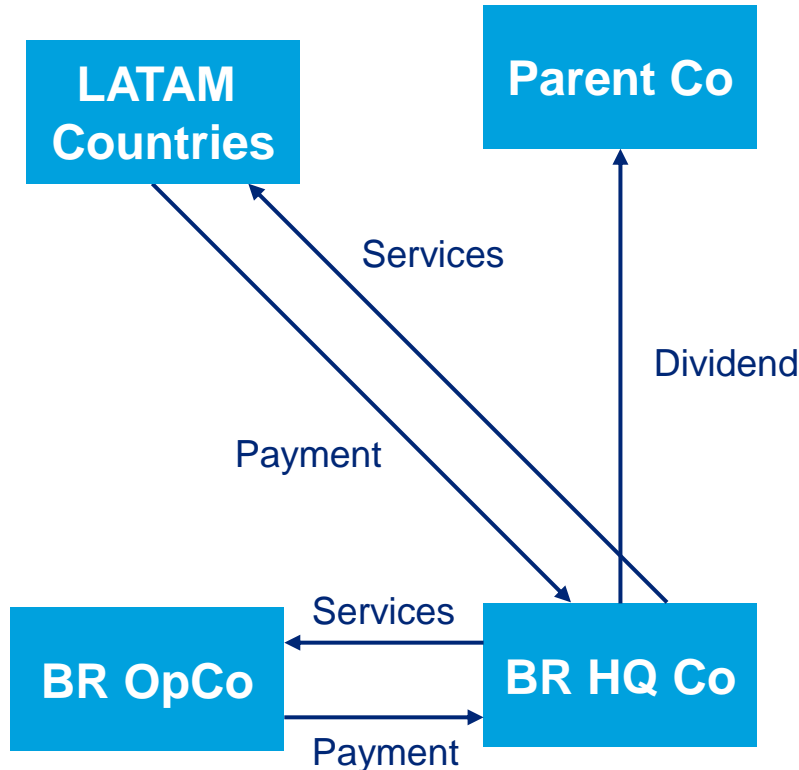 LATAM
Countries
Parent Co
Services
Dividend
Payment
Services
BR OpCo
BR HQ Co
Payment